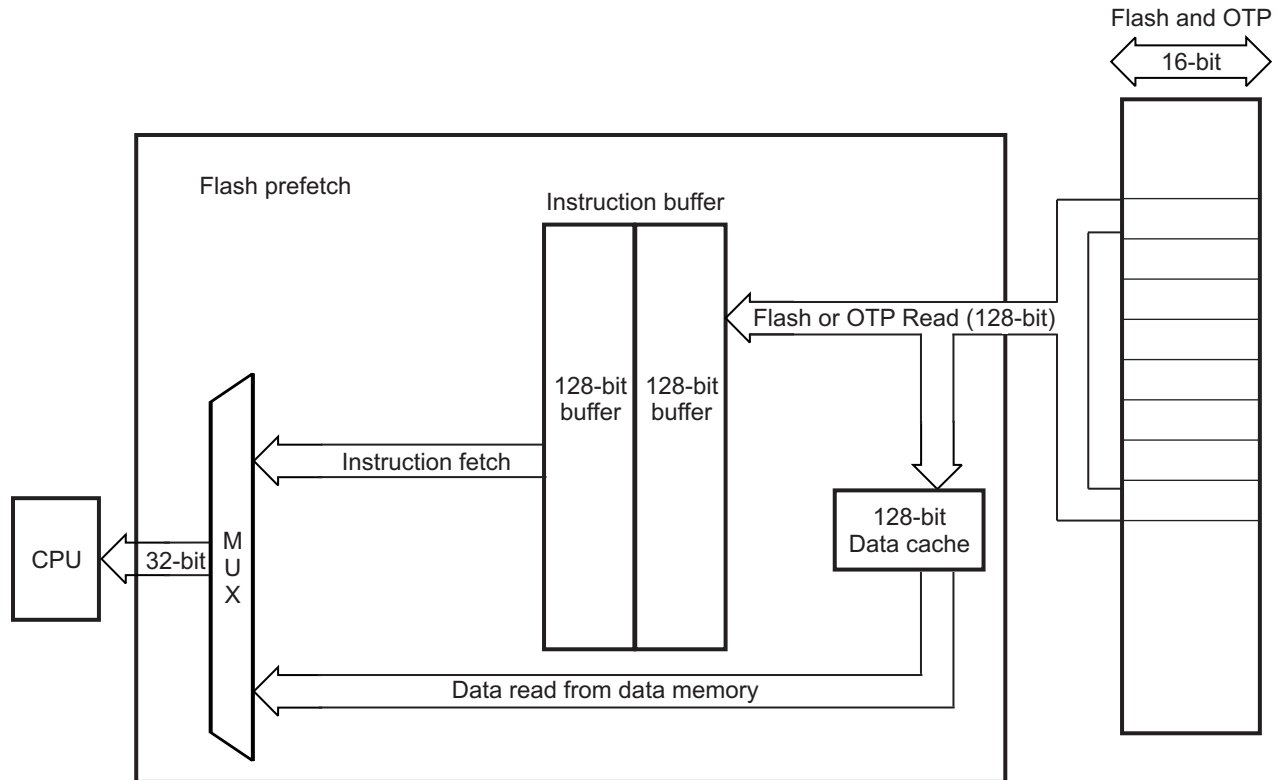 Flash and OTP
16-bit
Flash prefetch
Instruction buffer
Flash or OTP Read (128-bit)
128-bit
buffer
128-bit
buffer
Instruction fetch
128-bit
Data cache
CPU
32-bit
M
U
X
Data read from data memory